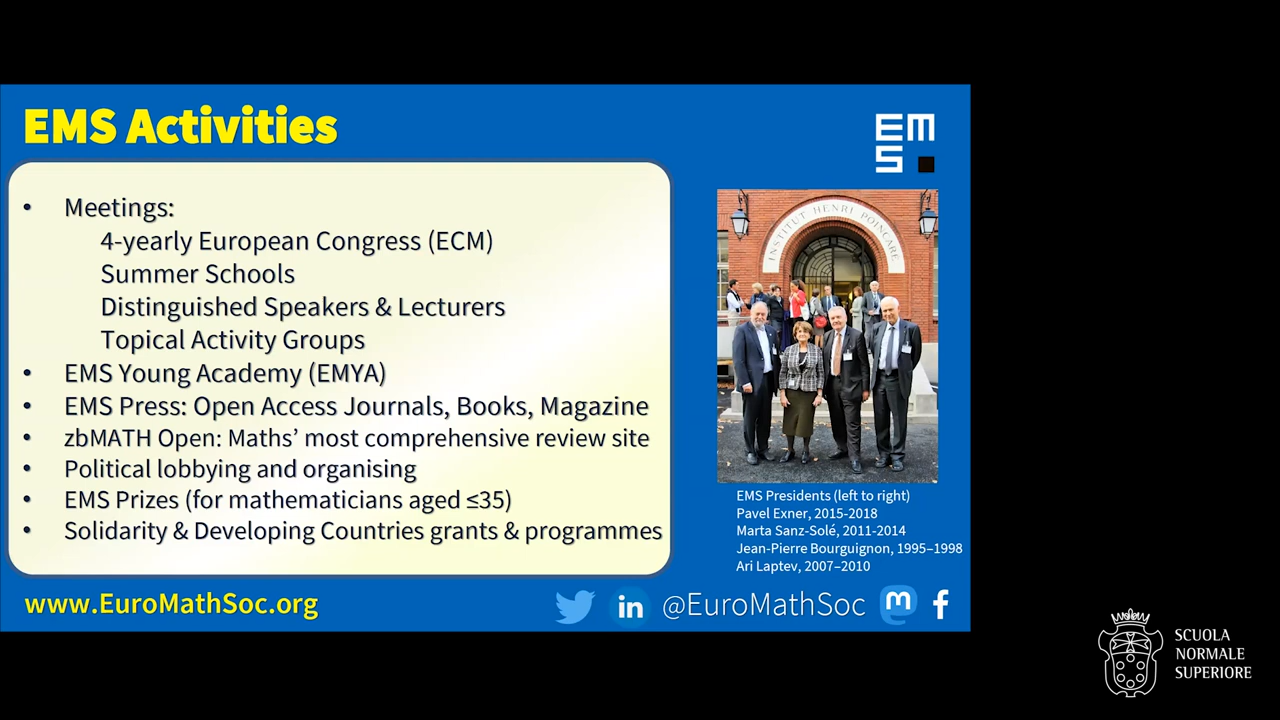 EMS Activities
EMS
• Meetings:
4-yearly European Congress (ECM)
Summer Schools
Distinguished Speakers & Lecturers
Topical Activity Groups
• EMS Young Academy (EMYA)
• EMS Press: Open Access Journals, Books, Magazine
• zbMATH Open: Maths’ most comprehensive review site
• Political lobbying and organising
• EMS Prizes (for mathematicians aged ≤35)
• Solidarity & Developing Countries grants & programmes
INSTITUT HENRI POINCARÉ
EMS Presidents (left to right)
Pavel Exner, 2015-2018
Marta Sanz-Solé, 2011-2014
Jean-Pierre Bourguignon, 1995–1998
Ari Laptev, 2007–2010
www.EuroMathSoc.org
in @EuroMathSoc m f
SCUOLA
NORMALE
SUPERIORE